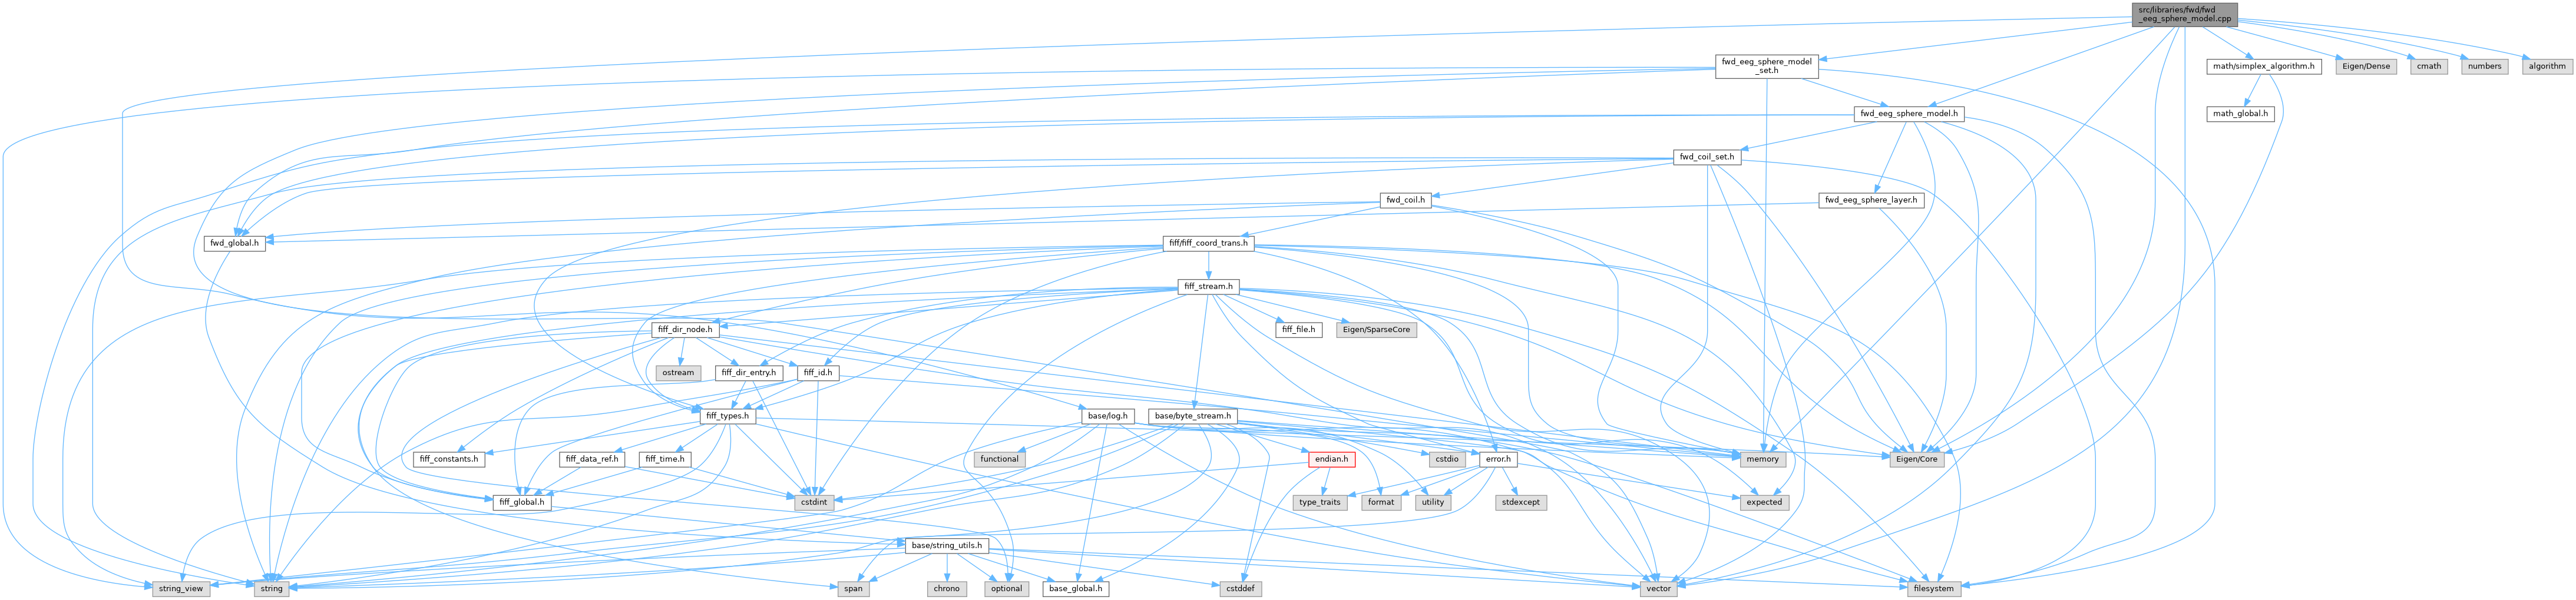 src/libraries/fwd/fwd
_eeg_sphere_model.cpp
fwd_eeg_sphere_model
_set.h
math/simplex_algorithm.h
Eigen/Dense
cmath
numbers
algorithm
fwd_eeg_sphere_model.h
math_global.h
fwd_coil_set.h
fwd_coil.h
fwd_eeg_sphere_layer.h
fwd_global.h
fiff/fiff_coord_trans.h
fiff_stream.h
fiff_dir_node.h
fiff_file.h
Eigen/SparseCore
ostream
fiff_dir_entry.h
fiff_id.h
fiff_types.h
base/log.h
base/byte_stream.h
fiff_constants.h
fiff_data_ref.h
fiff_time.h
functional
endian.h
cstdio
error.h
memory
Eigen/Core
fiff_global.h
cstdint
type_traits
format
utility
stdexcept
expected
base/string_utils.h
string_view
string
span
chrono
optional
base_global.h
cstddef
vector
filesystem